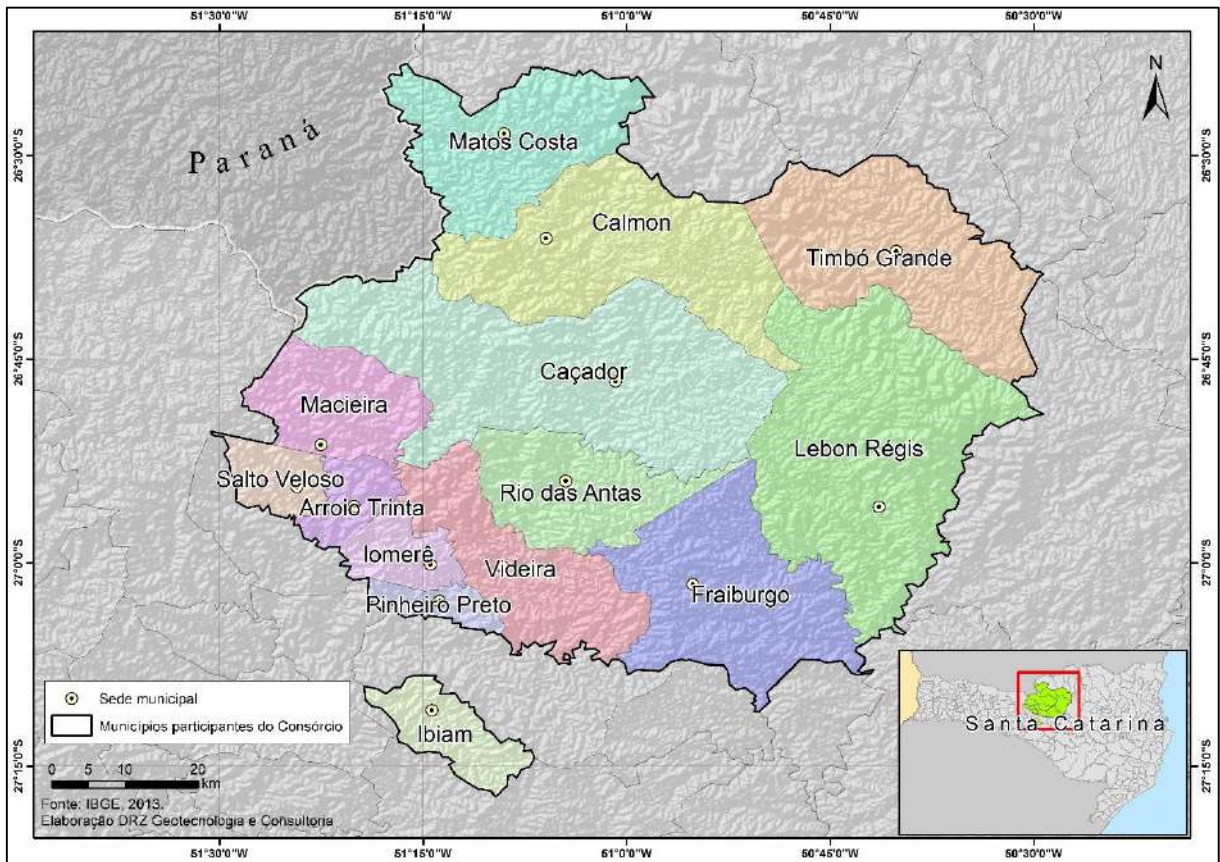 51°30'0"W 51°15'0"W 51°0'0"W 50°45'0"W 50°30'0"W
N
Paraná
Matos Costa
26°30'0"S 26°30'0"S
Calmon
Timbó Grande
26°45'0"S 26°45'0"S
Caçador
Macieira
Lebon Régis
Salto Veloso
Rio das Antas
Arroio Trinta
Iomerê
27°0'0"S 27°0'0"S
Videira
Fraiburgo
Pinheiro Preto
Sede municipal
Municípios participantes do Consórcio
Ibiam
Santa Catarina
27°15'0"S 27°15'0"S
0 5 10 20
km
Fonte: IBGE, 2013.
Elaboração DRZ Geotecnologia e Consultoria
51°30'0"W 51°15'0"W 51°0'0"W 50°45'0"W 50°30'0"W